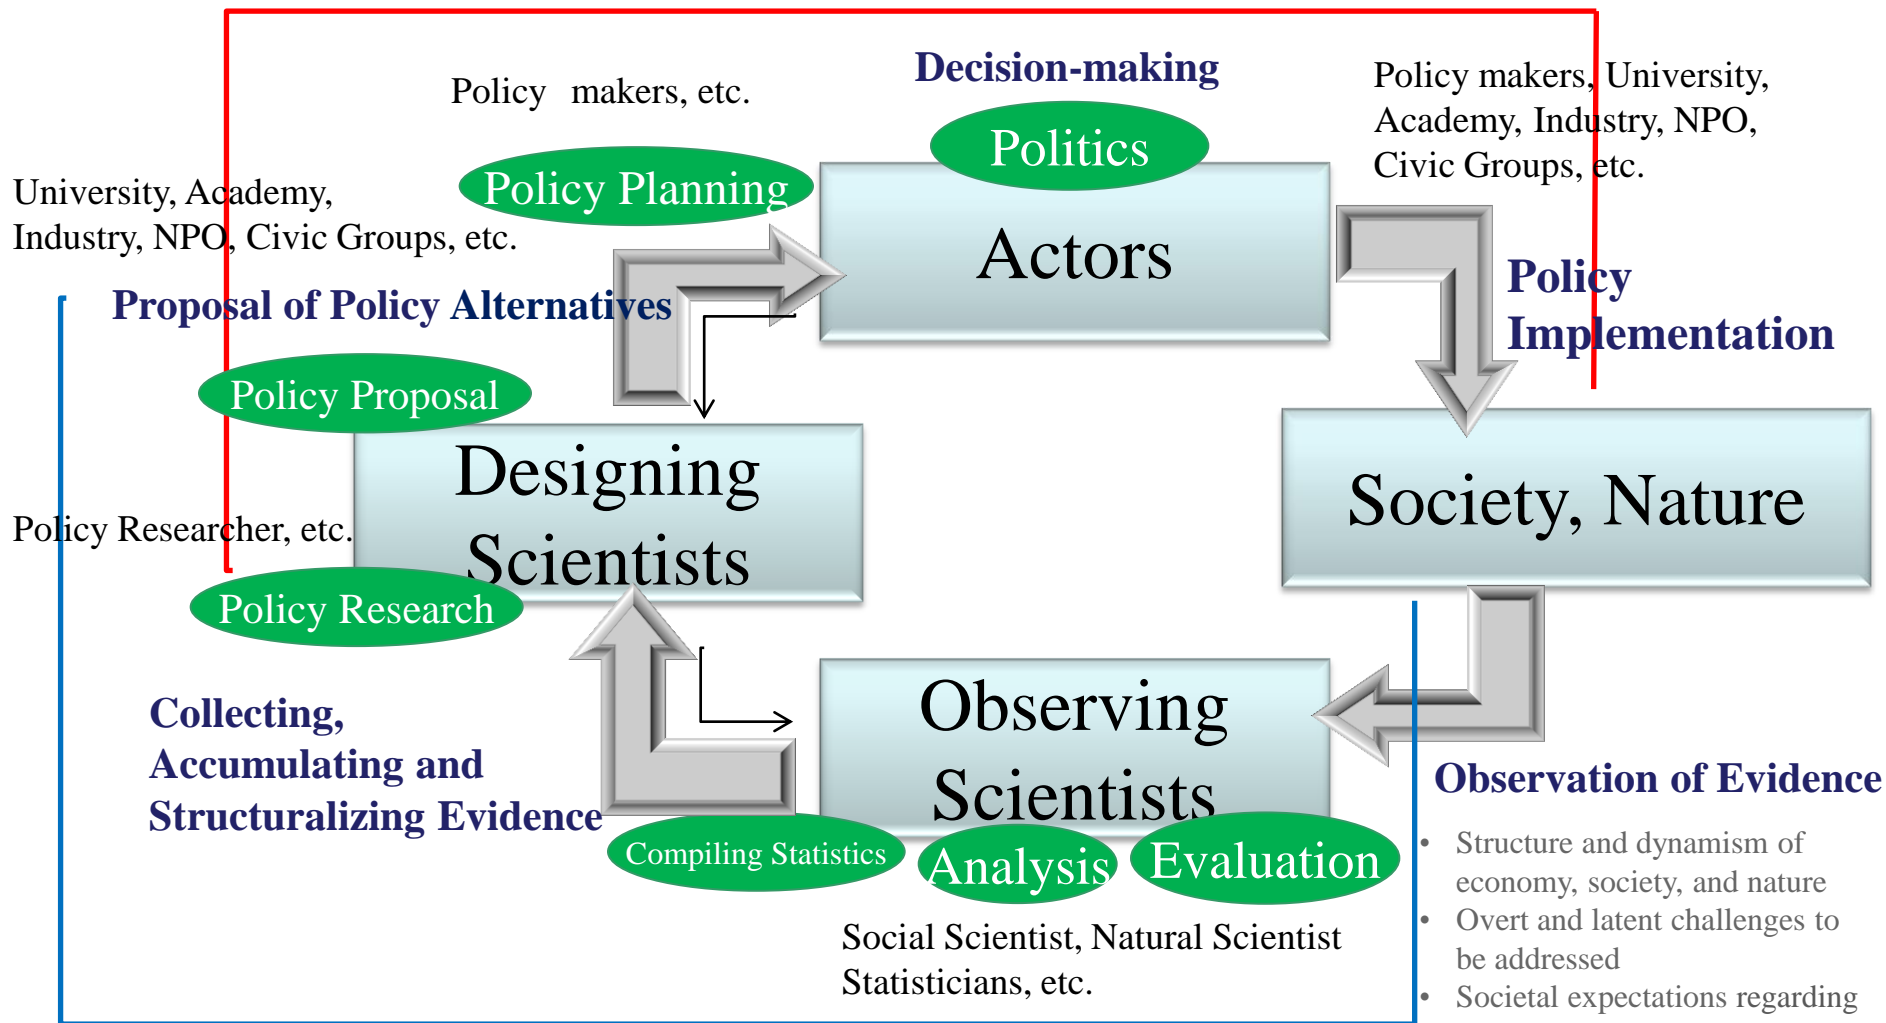 Decision-making
Policy makers, etc.
Policy makers, University,
Academy, Industry, NPO,
Civic Groups, etc.
Politics
Policy Planning
University, Academy,
Industry, NPO, Civic Groups, etc.
Actors
Policy
Implementation
Proposal of Policy Alternatives
Policy Proposal
Designing
Scientists
Society, Nature
Policy Researcher, etc.
Policy Research
Observing
Scientists
Collecting,
Accumulating and
Structuralizing Evidence
Observation of Evidence
Compiling Statistics
Analysis
Evaluation
• Structure and dynamism of
economy, society, and nature
• Overt and latent challenges to
be addressed
• Societal expectations regarding
Social Scientist, Natural Scientist
Statisticians, etc.